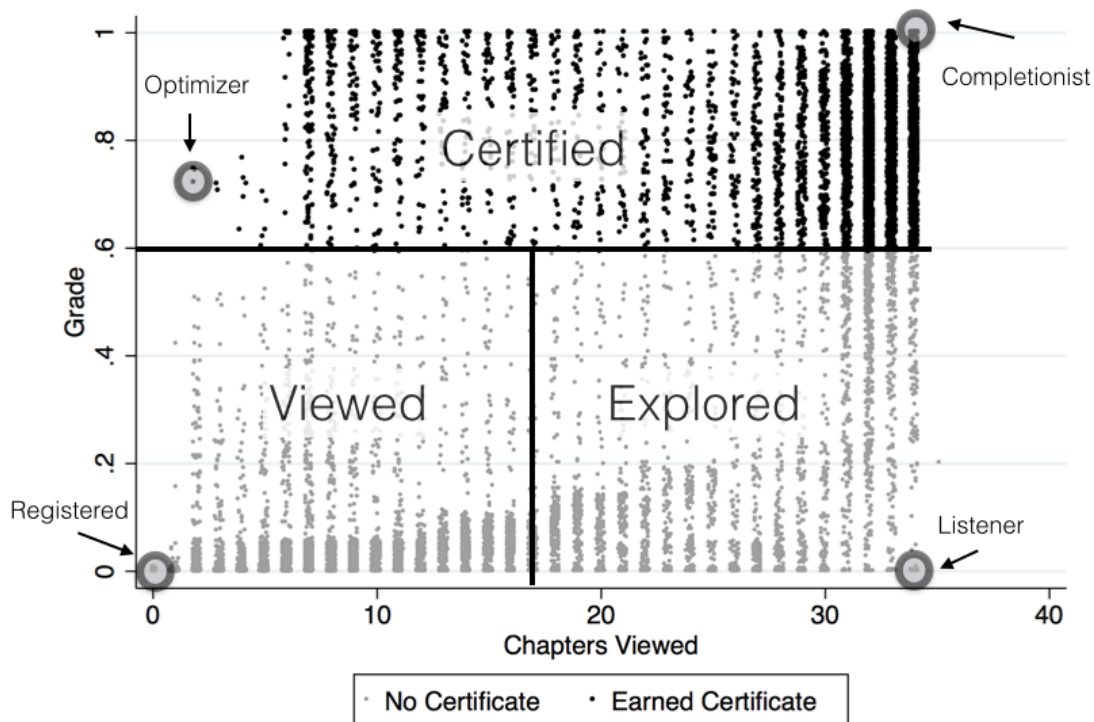 Optimizer
Completionist
Certified
Viewed
Explored
Registered
Listener
Grade
1
.8
.6
.4
.2
0
0 10 20 30 40
Chapters Viewed
No Certificate Earned Certificate